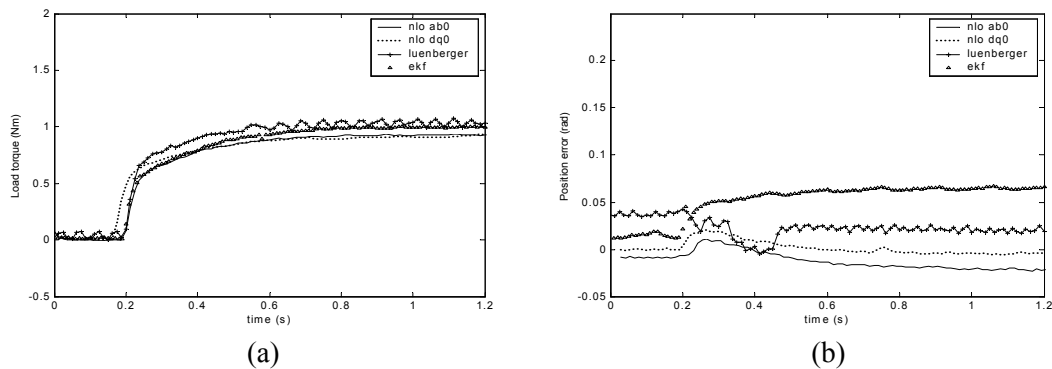 2
1.5
1
0.5
0
-0.5
0
0.2
0.4
0.6
0.8
1
1.2
Load torque (Nm)
time (s)
nlo ab0
nlo dq0
luenberger
ekf
(a)
0.2
0.15
0.1
0.05
0
-0.05
0
0.2
0.4
0.6
0.8
1
1.2
Position error (rad)
time (s)
nlo ab0
nlo dq0
luenberger
ekf
(b)